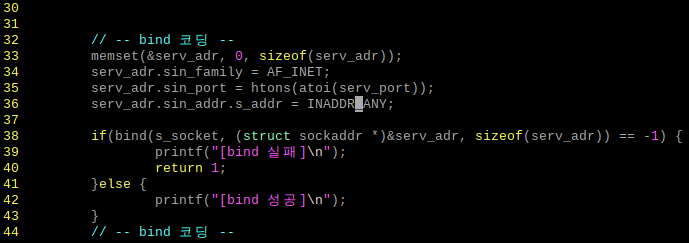 30
31
32 // -- bind 코딩 --
33 memset(&serv_adr, 0, sizeof(serv_adr));
34 serv_adr.sin_family = AF_INET;
35 serv_adr.sin_port = htons(atoi(serv_port));
36 serv_adr.sin_addr.s_addr = INADDR_ANY;
37
38 if(bind(s_socket, (struct sockaddr *)&serv_adr, sizeof(serv_adr)) == -1) {
39 printf("[bind 실패]\n");
40 return 1;
41 }else {
42 printf("[bind 성공]\n");
43 }
44 // -- bind 코딩 --